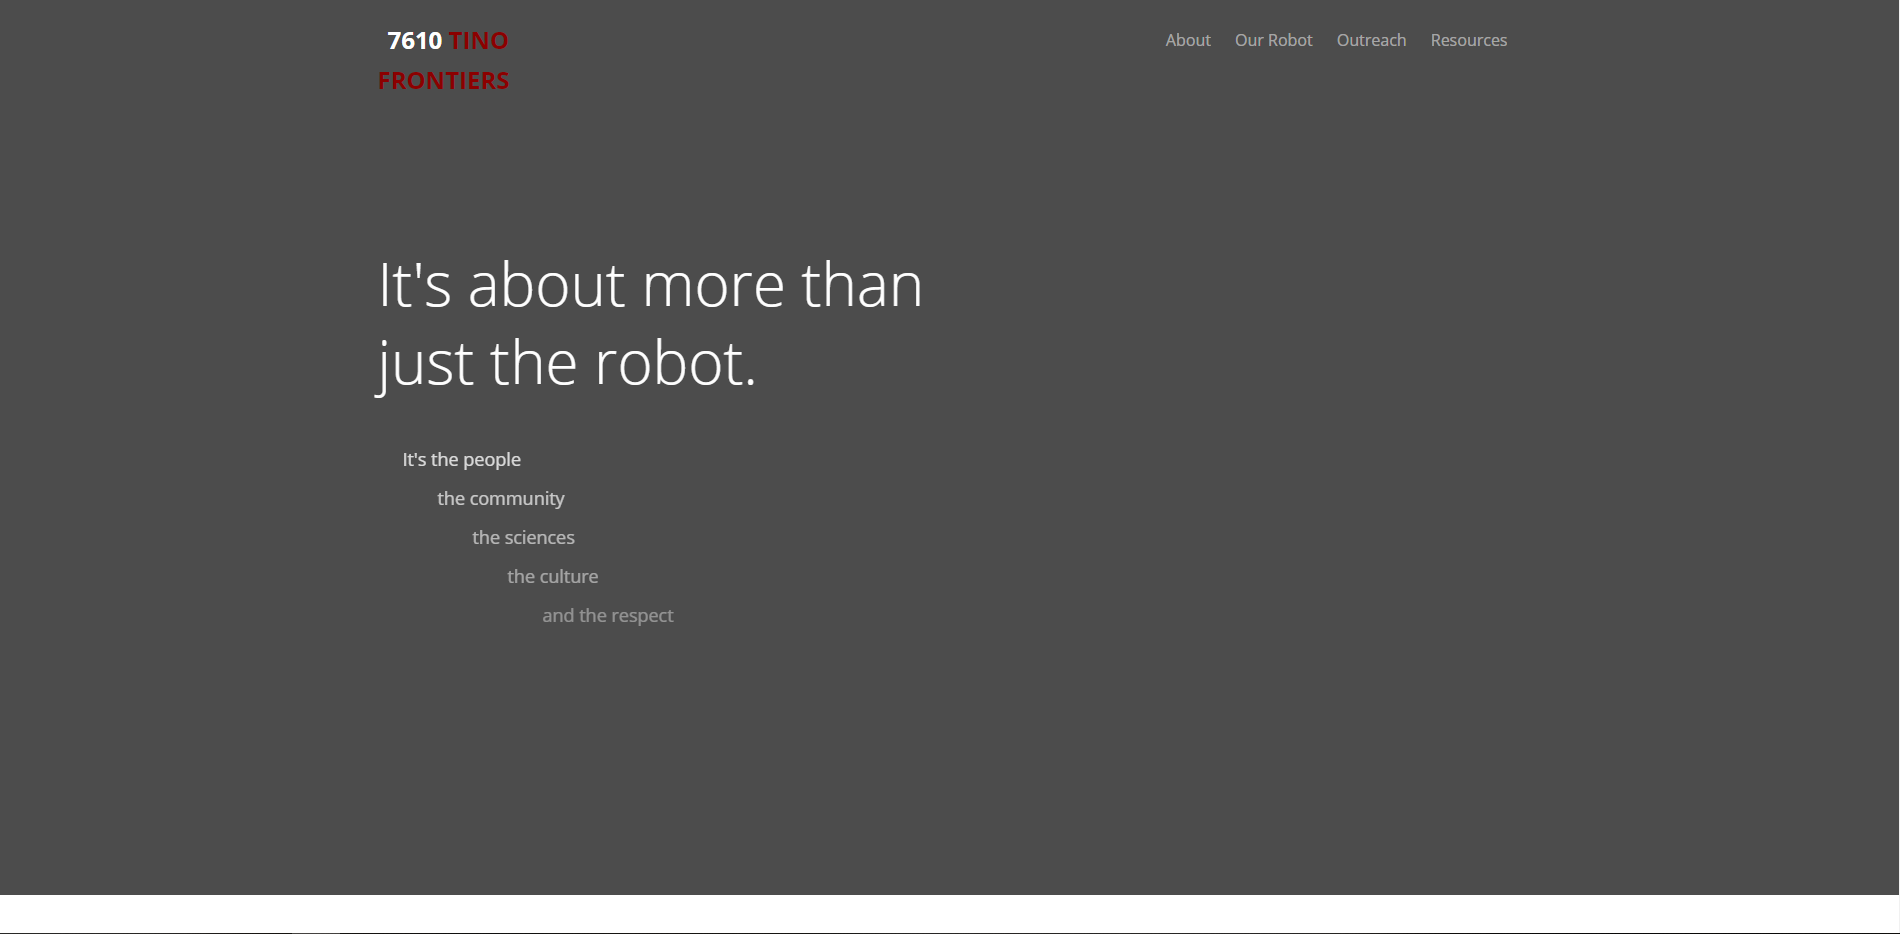 7610 TINO
FRONTIERS
About Our Robot Outreach Resources
It's about more than
just the robot.
It's the people
the community
the sciences
the culture
and the respect